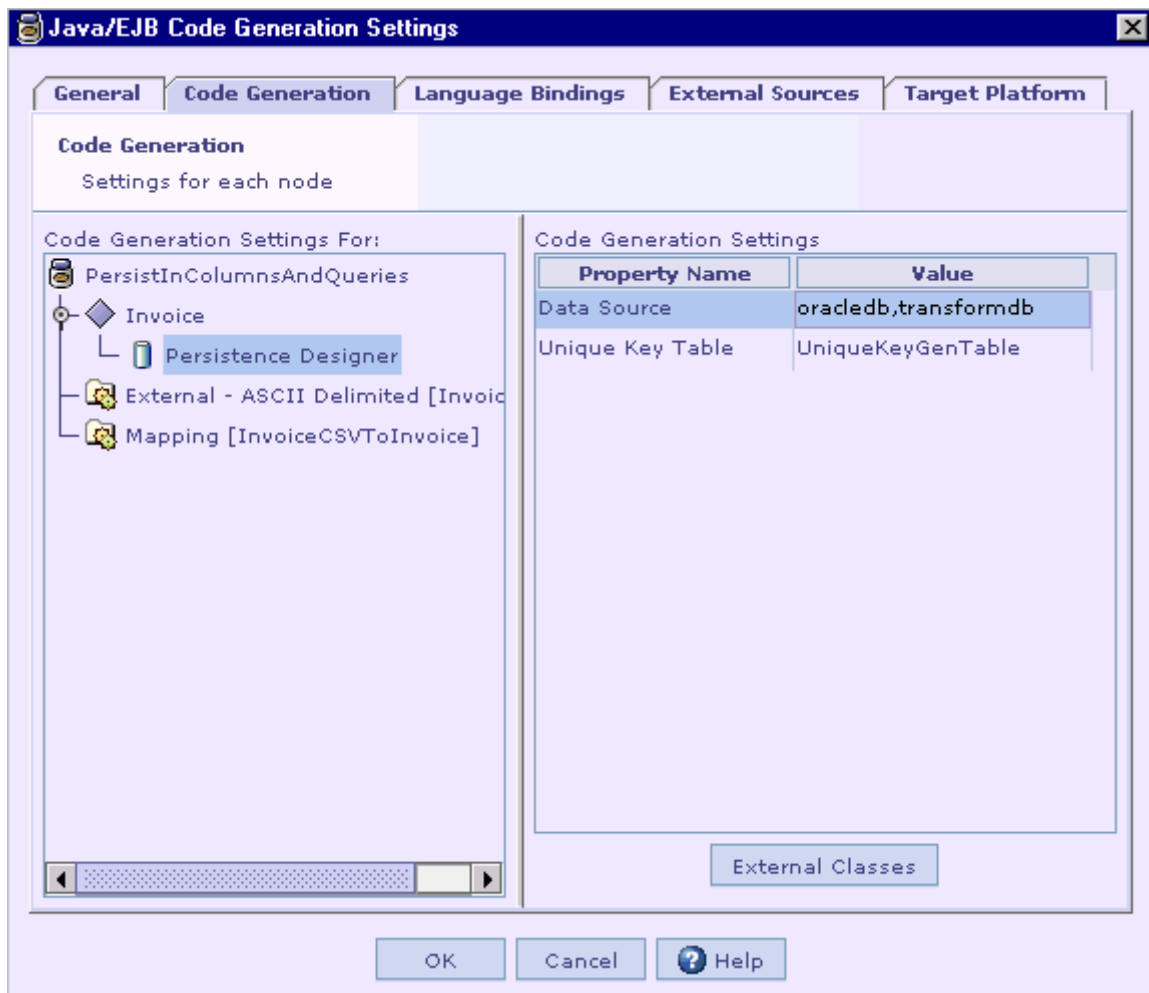 Java/EJB Code Generation Settings
General Code Generation Language Bindings External Sources Target Platform
Code Generation
Settings for each node
Code Generation Settings For:
PersistInColumnsAndQueries
Invoice
Persistence Designer
External - ASCII Delimited [Invoic
Mapping [InvoiceCSVToInvoice]
Code Generation Settings
Property Name Value
Data Source oracledb,transformdb
Unique Key Table UniqueKeyGenTable
External Classes
OK Cancel Help